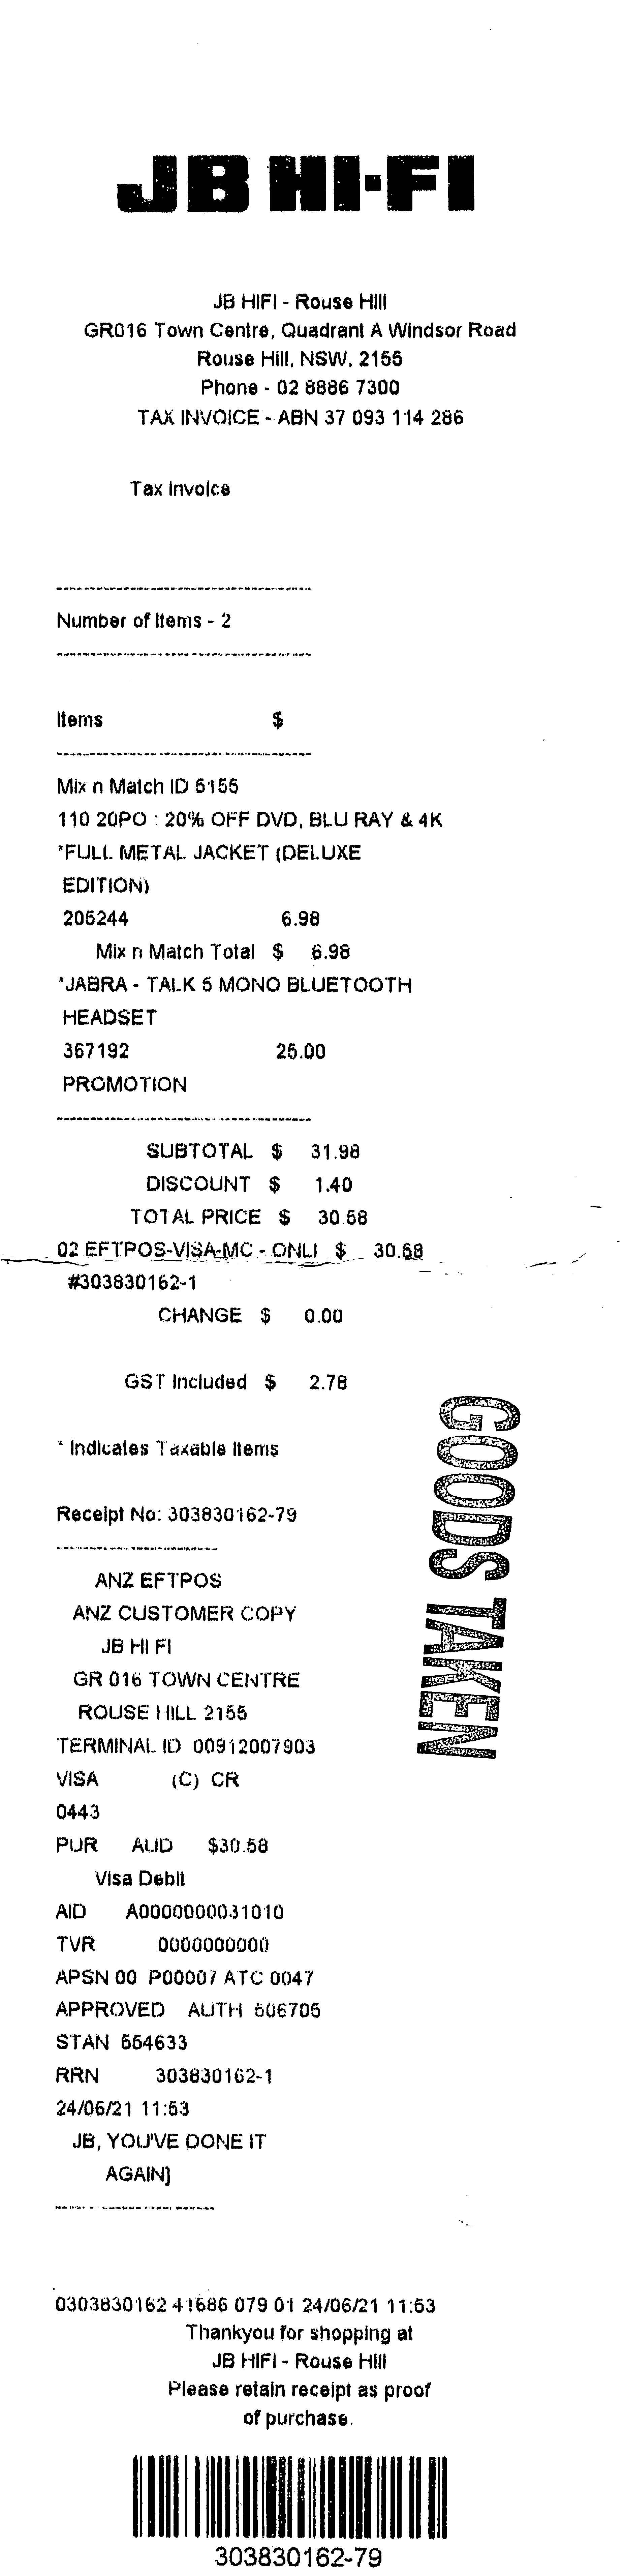 JB HI-FI
JB HIFI - Rouse Hill
GR016 Town Centre, Quadrant A Windsor Road
Rouse Hill, NSW, 2155
Phone - 02 8886 7300
TAX INVOICE - ABN 37 093 114 286
Tax Invoice
Number of Items - 2
Items $
Mix n Match ID 5155
110 20PO : 20% OFF DVD, BLU RAY & 4K
*FULL METAL JACKET (DELUXE
EDITION)
205244 6.98
Mix n Match Total $ 6.98
*JABRA - TALK 5 MONO BLUETOOTH
HEADSET
367192 25.00
PROMOTION
SUBTOTAL $ 31.98
DISCOUNT $ 1.40
TOTAL PRICE $ 30.58
02 EFTPOS-VISA-MC - ONLI $ 30.58
#303830162-1
CHANGE $ 0.00
GST Included $ 2.78
* Indicates Taxable Items
Receipt No: 303830162-79
GOODS TAKEN
ANZ EFTPOS
ANZ CUSTOMER COPY
JB HI FI
GR 016 TOWN CENTRE
ROUSE HILL 2155
TERMINAL ID 00912007903
VISA (C) CR
0443
PUR AUD $30.58
Visa Debit
AID A0000000031010
TVR 0000000000
APSN 00 P00007 ATC 0047
APPROVED AUTH 506705
STAN 554633
RRN 303830162-1
24/06/21 11:53
JB, YOU'VE DONE IT
AGAIN]
0303830162 41686 079 01 24/06/21 11:53
Thankyou for shopping at
JB HIFI - Rouse Hill
Please retain receipt as proof
of purchase.
303830162-79